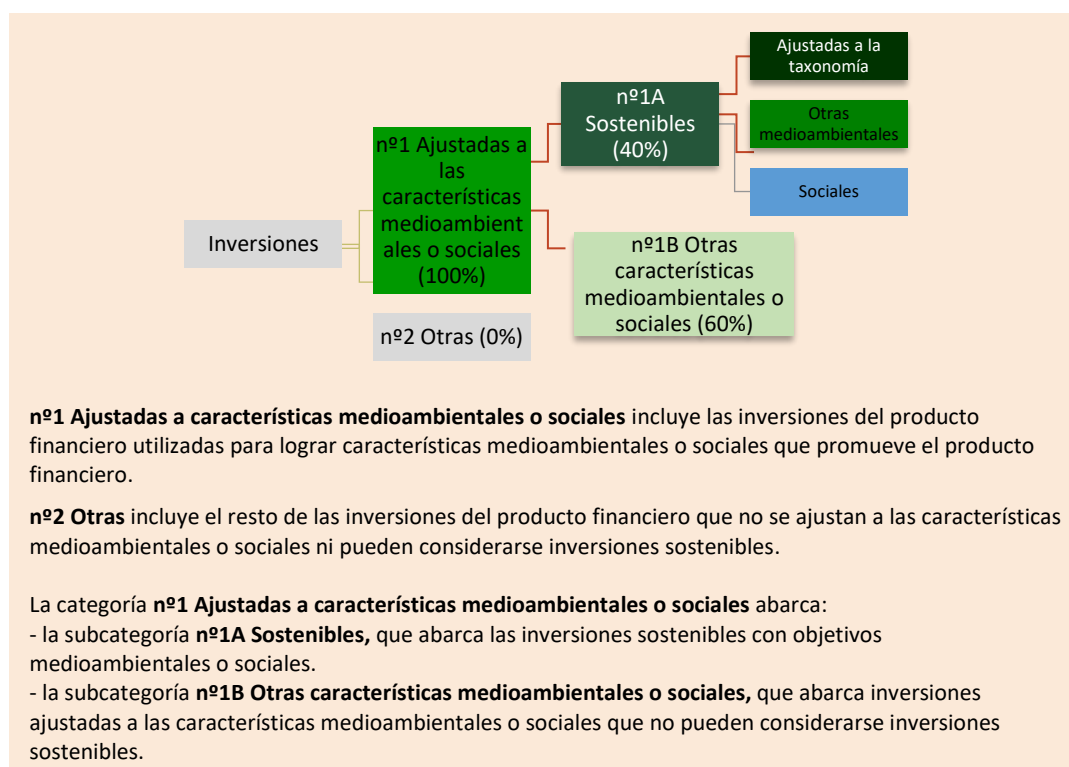 Ajustadas a la
taxonomía
nº1A
Sostenibles
(40%)
Otras
medioambientales
nº1 Ajustadas a
las
características
medioambient
ales o sociales
(100%)
Sociales
Inversiones
nº1B Otras
características
medioambientales o
sociales (60%)
nº2 Otras (0%)
nº1 Ajustadas a características medioambientales o sociales incluye las inversiones del producto
financiero utilizadas para lograr características medioambientales o sociales que promueve el producto
financiero.
nº2 Otras incluye el resto de las inversiones del producto financiero que no se ajustan a las características
medioambientales o sociales ni pueden considerarse inversiones sostenibles.
La categoría nº1 Ajustadas a características medioambientales o sociales abarca:
- la subcategoría nº1A Sostenibles, que abarca las inversiones sostenibles con objetivos
medioambientales o sociales.
- la subcategoría nº1B Otras características medioambientales o sociales, que abarca inversiones
ajustadas a las características medioambientales o sociales que no pueden considerarse inversiones
sostenibles.